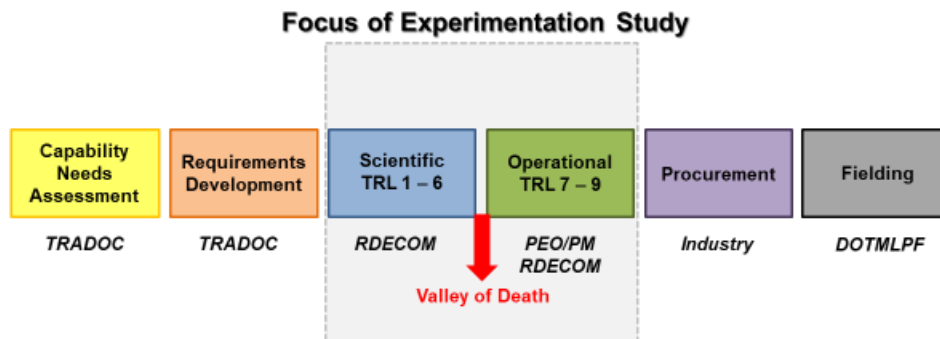 Focus of Experimentation Study
Capability
Needs
Assessment
Requirements
Development
Scientific
TRL 1 – 6
Operational
TRL 7 – 9
Procurement
Fielding
TRADOC
TRADOC
RDECOM
PEO/PM
RDECOM
Industry
DOTMLPF
Valley of Death